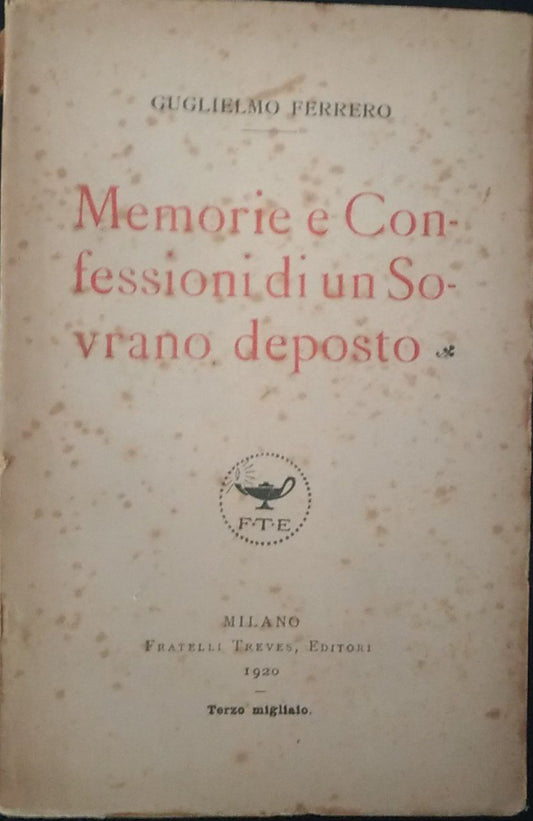 GUGLIELMO FERRERO
Memorie e Con-
fessioni di un So-
vrano deposto
F·T·E
MILANO
FRATELLI TREVES, EDITORI
1920
Terzo migliaio.